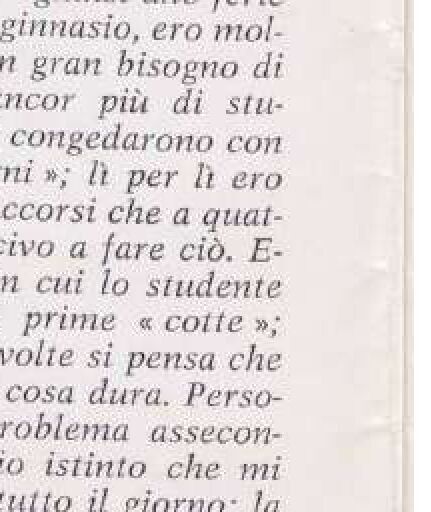 ginnasio, ero mol-
n gran bisogno di
ncor più di stu-
congedarono con
ni »; lì per lì ero
ccorsi che a quat-
civo a fare ciò. E-
n cui lo studente
prime « cotte »;
volte si pensa che
cosa dura. Perso-
roblema assecon-
io istinto che mi
tutto il giorno: la